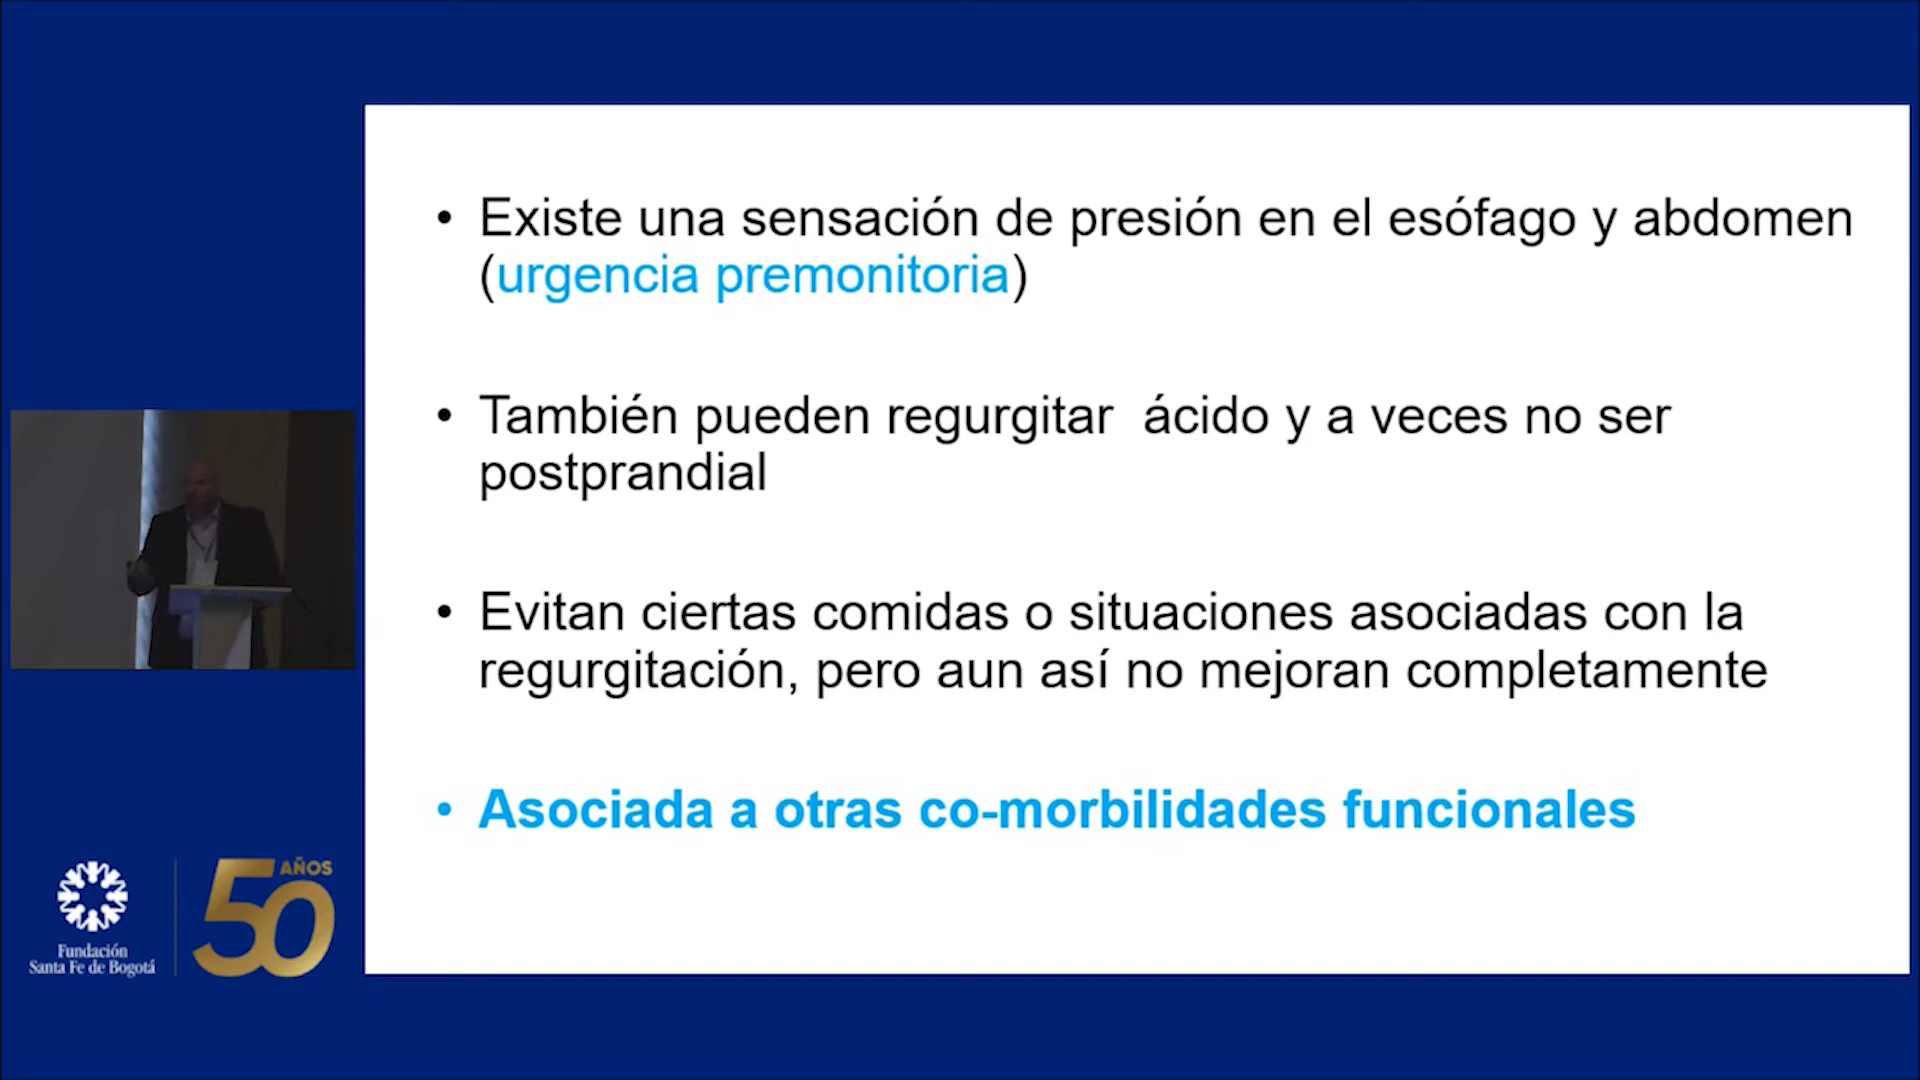 • Existe una sensación de presión en el esófago y abdomen
(urgencia premonitoria)
• También pueden regurgitar  ácido y a veces no ser
postprandial
• Evitan ciertas comidas o situaciones asociadas con la
regurgitación, pero aun así no mejoran completamente
• Asociada a otras co-morbilidades funcionales
Fundación
Santa Fe de Bogotá
50 AÑOS